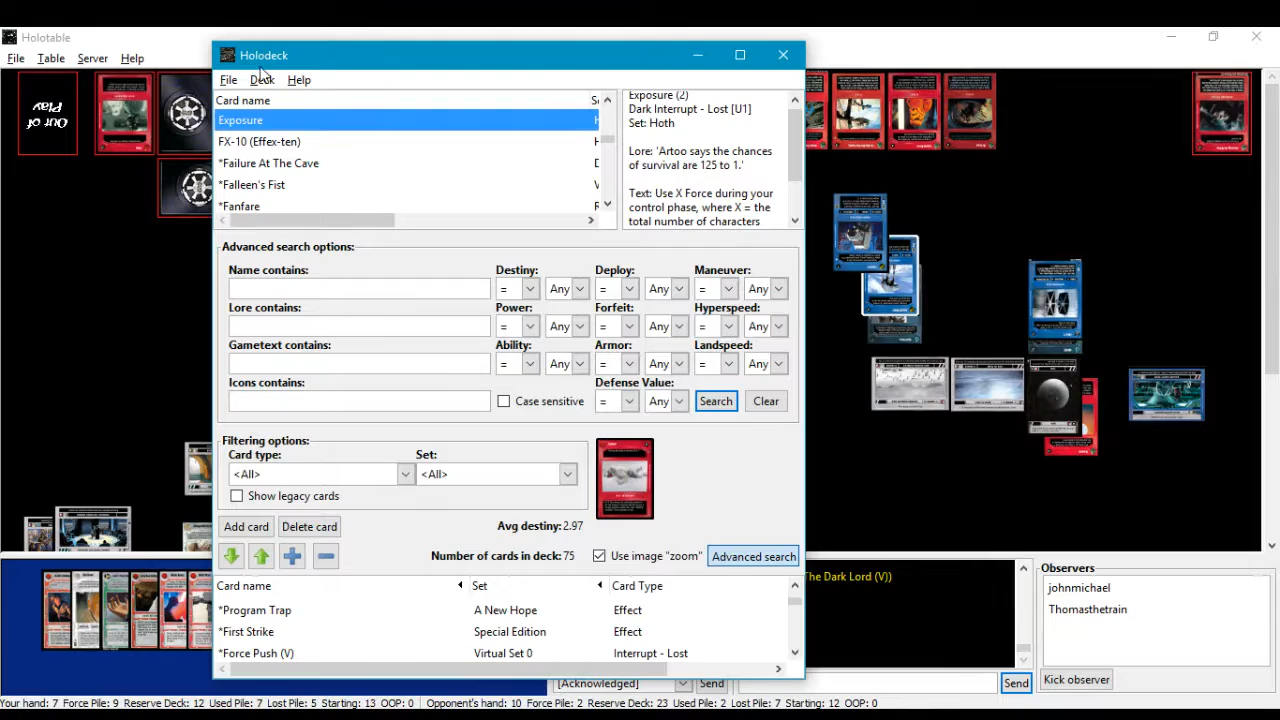 Holotable
File Table Server Help
Out of
Play
Holodeck
File Deck Help
Card name
Exposure
FX-10 (Effex-ten)
*Failure At The Cave
*Falleen's Fist
*Fanfare
Exposure (2)
Dark Interrupt - Lost [U1]
Set: Hoth
Lore: 'Artoo says the chances
of survival are 125 to 1.'
Text: Use X Force during your
control phase, where X = the
total number of characters
Advanced search options:
Name contains:
Lore contains:
Gametext contains:
Icons contains:
Destiny: Deploy: Maneuver:
= Any = Any = Any
Power: Forfeit: Hyperspeed:
= Any = Any = Any
Ability: Armor: Landspeed:
= Any = Any = Any
Defense Value:
Case sensitive = Any Search Clear
Filtering options:
Card type: Set:
<All> <All>
Show legacy cards
Add card Delete card Avg destiny: 2.97
Number of cards in deck: 75 Use image "zoom" Advanced search
Card name Set Card Type
*Program Trap A New Hope Effect
*First Strike Special Edition Effect
*Force Push (V) Virtual Set 0 Interrupt - Lost
The Dark Lord (V))
[Acknowledged] Send Send
Observers
johnmichael
Thomasthetrain
Kick observer
Your hand: 7 Force Pile: 9 Reserve Deck: 12 Used Pile: 7 Lost Pile: 5 Starting: 13 OOP: 0 Opponent's hand: 10 Force Pile: 2 Reserve Deck: 23 Used Pile: 2 Lost Pile: 7 Starting: 12 OOP: 0